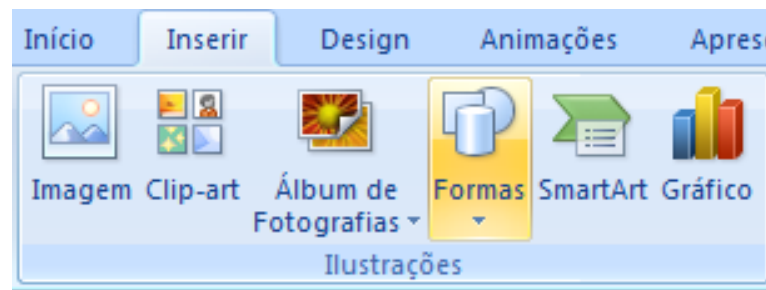 Início Inserir Design Animações Apres
Imagem Clip-art Álbum de Fotografias Formas SmartArt Gráfico
Ilustrações